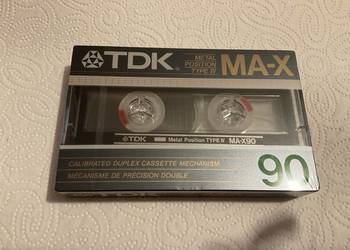 TDK
METAL
POSITION
TYPE IV
MA-X
TDK Metal Position TYPE IV MA-X90
CALIBRATED DUPLEX CASSETTE MECHANISM
MÉCANISME DE PRÉCISION DOUBLE
90